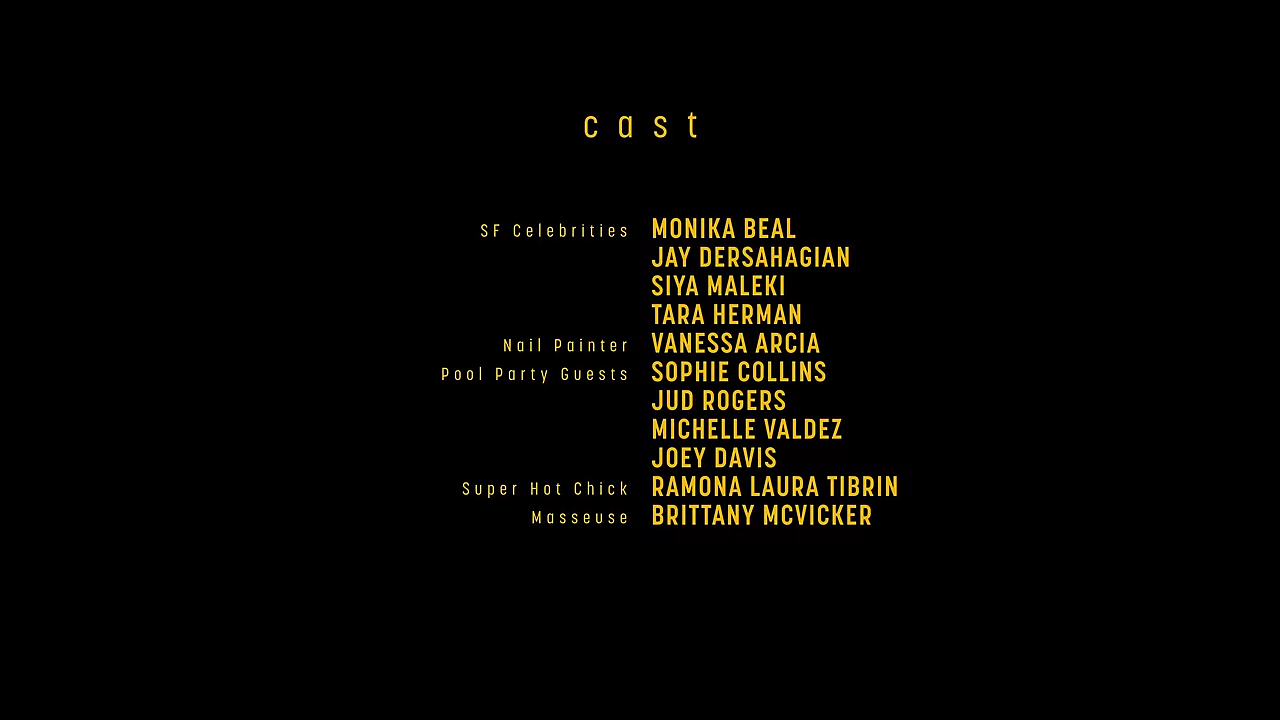 cast
SF Celebrities MONIKA BEAL
JAY DERSAHAGIAN
SIYA MALEKI
TARA HERMAN
Nail Painter VANESSA ARCIA
Pool Party Guests SOPHIE COLLINS
JUD ROGERS
MICHELLE VALDEZ
JOEY DAVIS
Super Hot Chick RAMONA LAURA TIBRIN
Masseuse BRITTANY MCVICKER